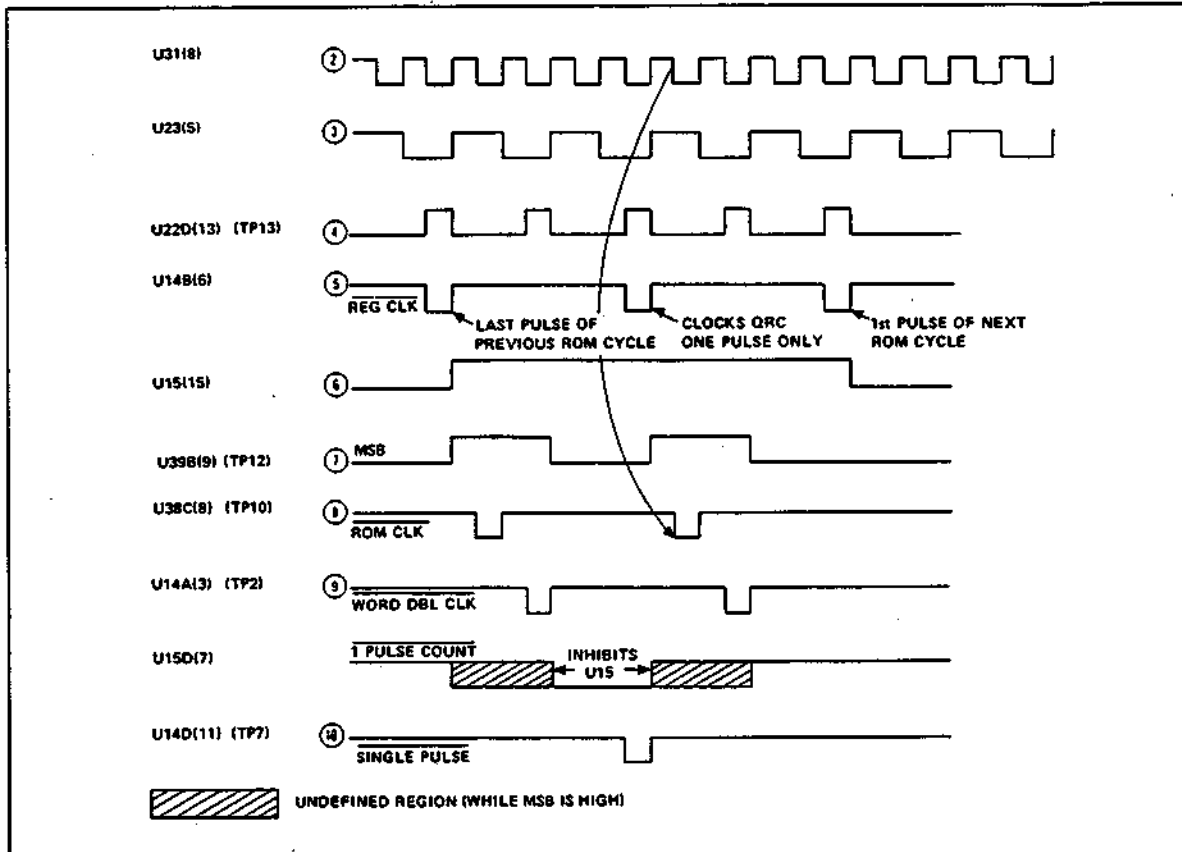 U31(8) 2
U23(5) 3
U22D(13) (TP13) 4
U14B(6) 5
REG CLK
LAST PULSE OF
PREVIOUS ROM CYCLE
CLOCKS QRC
ONE PULSE ONLY
1st PULSE OF NEXT
ROM CYCLE
U15(15) 6
U39B(9) (TP12) 7 MSB
U38C(8) (TP10) 8
ROM CLK
U14A(3) (TP2) 9
WORD DBL CLK
U15D(7) 1 PULSE COUNT
INHIBITS
U15
U14D(11) (TP7) 10
SINGLE PULSE
UNDEFINED REGION (WHILE MSB IS HIGH)